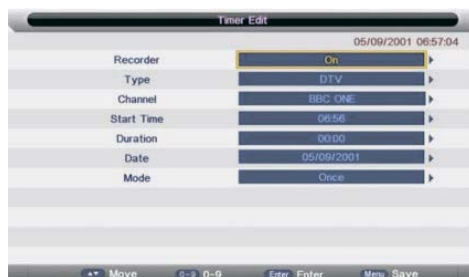 Timer Edit
05/09/2001 06:57:04
Recorder On
Type DTV
Channel BBC ONE
Start Time 06:56
Duration 00:00
Date 05/09/2001
Mode Once
Move 0~9 0~9 Enter Enter Menu Save